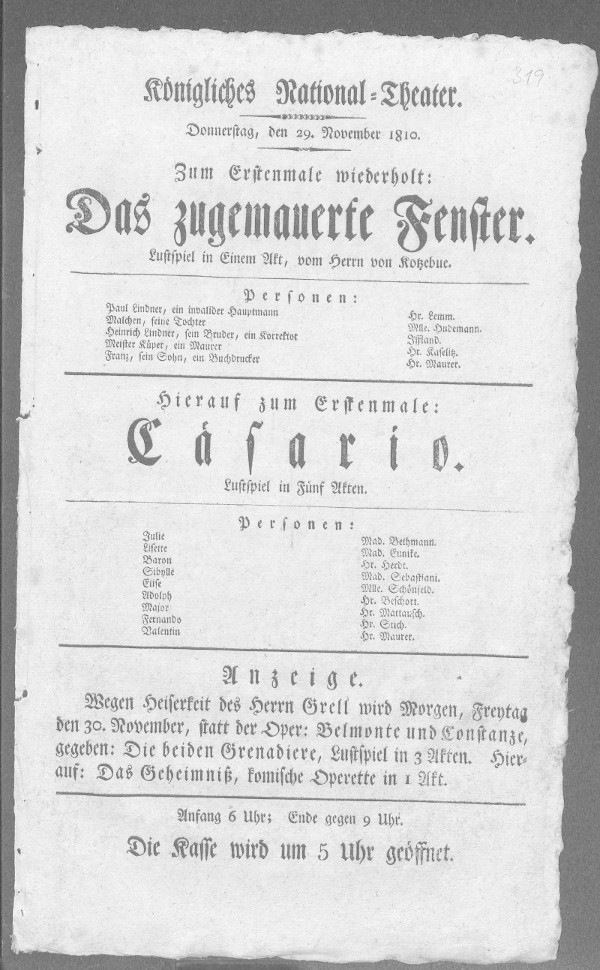 319
Königliches National-Theater.
Donnerstag, den 29. November 1810.
Zum Erstenmale wiederholt:
Das zugemauerte Fenster.
Lustspiel in Einem Akt, vom Herrn von Kotzebue.
Personen:
Paul Lindner, ein invalider Hauptmann Hr. Lemm.
Malchen, seine Tochter Mlle. Hudemann.
Heinrich Lindner, sein Bruder, ein Korrektor Iffland.
Meister Küper, ein Maurer Hr. Kaselitz.
Franz, sein Sohn, ein Buchdrucker Hr. Maurer.
Hierauf zum Erstenmale:
Cäsario.
Lustspiel in Fünf Akten.
Personen:
Julie Mad. Bethmann.
Lisette Mad. Eunike.
Baron Hr. Herdt.
Sibylle Mad. Sebastiani.
Elise Mlle. Schönfeld.
Adolph Hr. Beschort.
Major Hr. Mattausch.
Fernando Hr. Stich.
Valentin Hr. Maurer.
Anzeige.
Wegen Heiserkeit des Herrn Grell wird Morgen, Freytag
den 30. November, statt der Oper: Belmonte und Constanze,
gegeben: Die beiden Grenadiere, Lustspiel in 3 Akten. Hier-
auf: Das Geheimniß, komische Operette in 1 Akt.
Anfang 6 Uhr; Ende gegen 9 Uhr.
Die Kasse wird um 5 Uhr geöffnet.